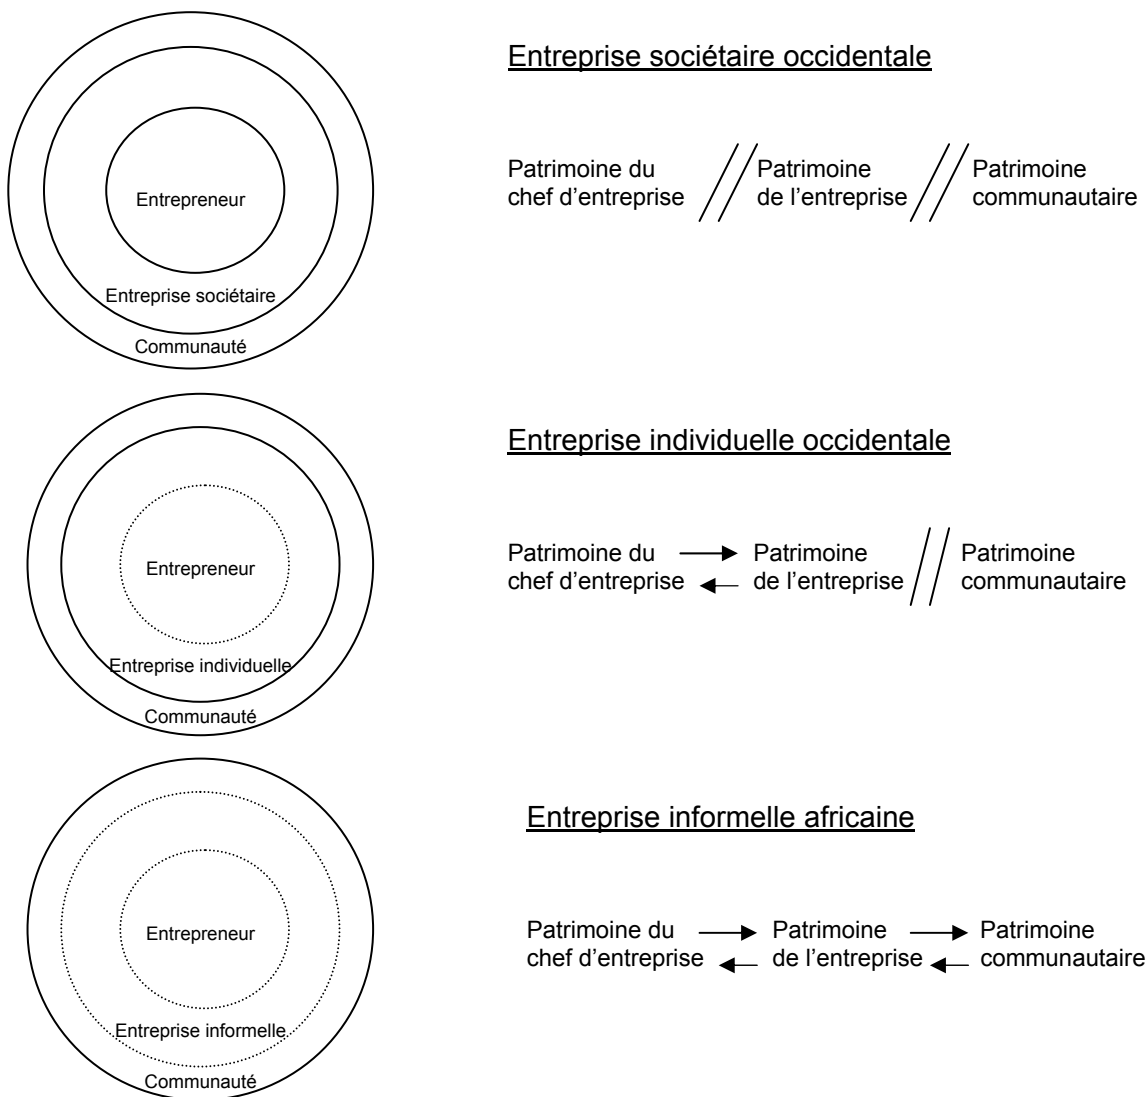 Entreprise sociétaire occidentale
Entrepreneur
Entreprise sociétaire
Communauté
Patrimoine du
chef d’entreprise
Patrimoine
de l’entreprise
Patrimoine
communautaire
Entreprise individuelle occidentale
Entrepreneur
Entreprise individuelle
Communauté
Patrimoine du
chef d’entreprise
Patrimoine
de l’entreprise
Patrimoine
communautaire
Entreprise informelle africaine
Entrepreneur
Entreprise informelle
Communauté
Patrimoine du
chef d’entreprise
Patrimoine
de l’entreprise
Patrimoine
communautaire